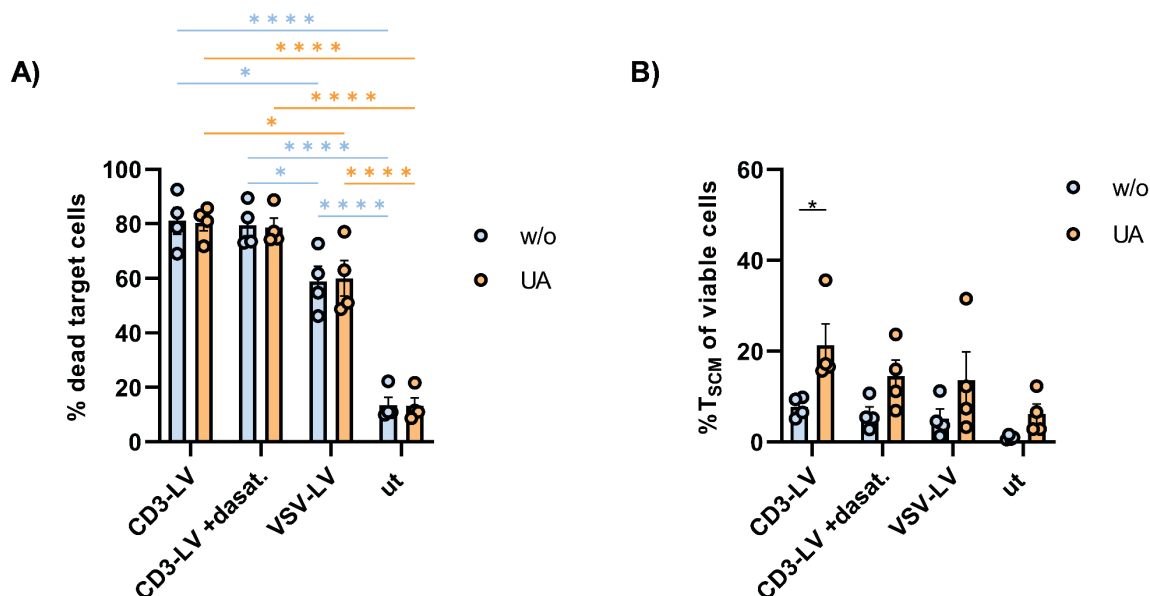 A)
* * * *
* * * *
*
* * * *
*
* * * *
*
* * * *
* * * *
% dead target cells
100
80
60
40
20
0
CD3-LV
CD3-LV +dasat.
VSV-LV
ut
w/o
UA
B)
%TSCM of viable cells
60
40
20
0
*
CD3-LV
CD3-LV +dasat.
VSV-LV
ut
w/o
UA